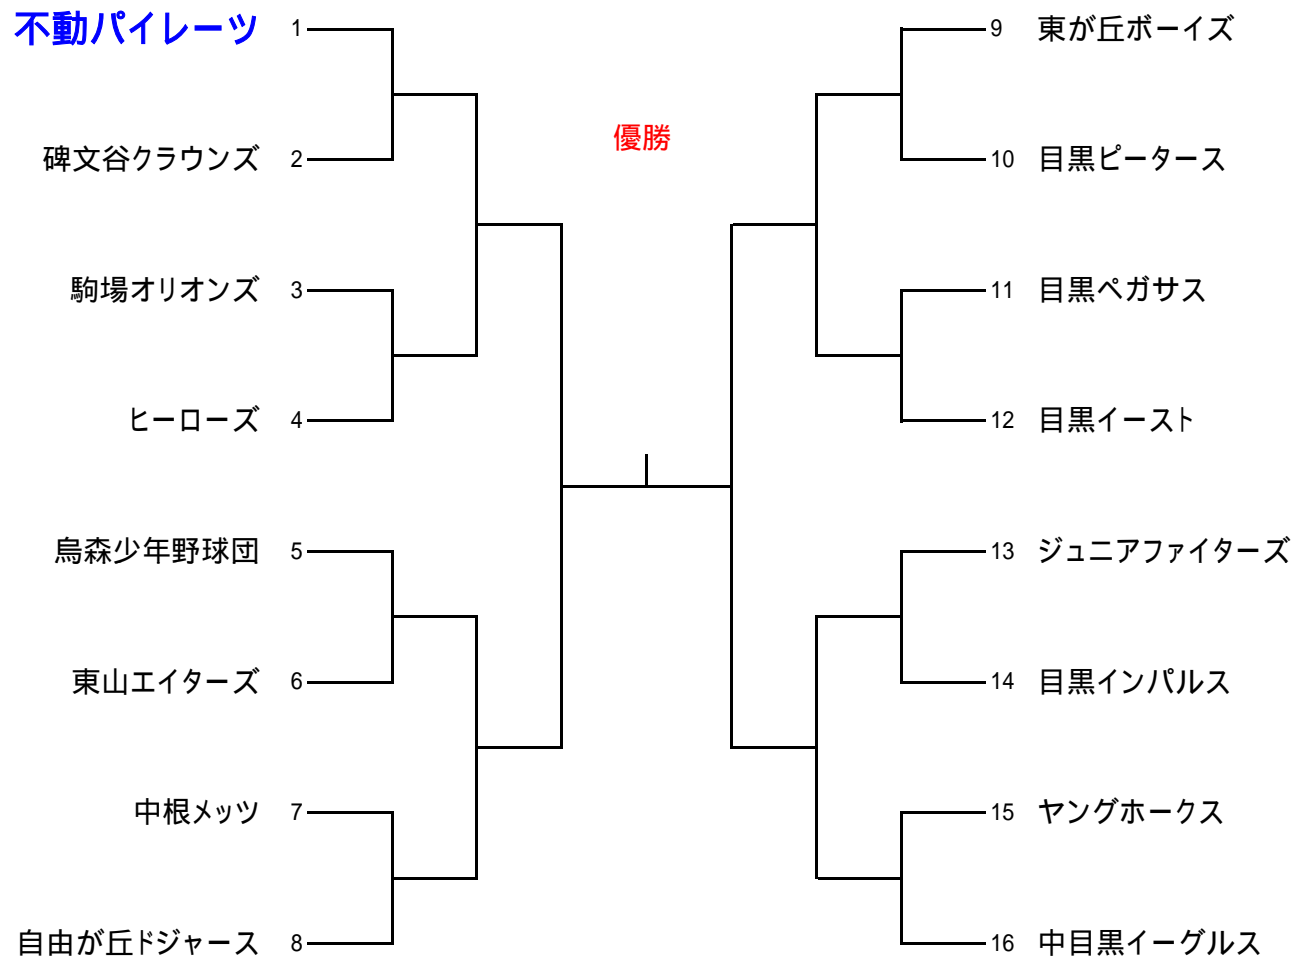 不動パイレーツ 1
碑文谷クラウンズ 2
駒場オリオンズ 3
ヒーローズ 4
烏森少年野球団 5
東山エイターズ 6
中根メッツ 7
自由が丘ドジャース 8
優勝
9 東が丘ボーイズ
10 目黒ピータース
11 目黒ペガサス
12 目黒イースト
13 ジュニアファイターズ
14 目黒インパルス
15 ヤングホークス
16 中目黒イーグルス